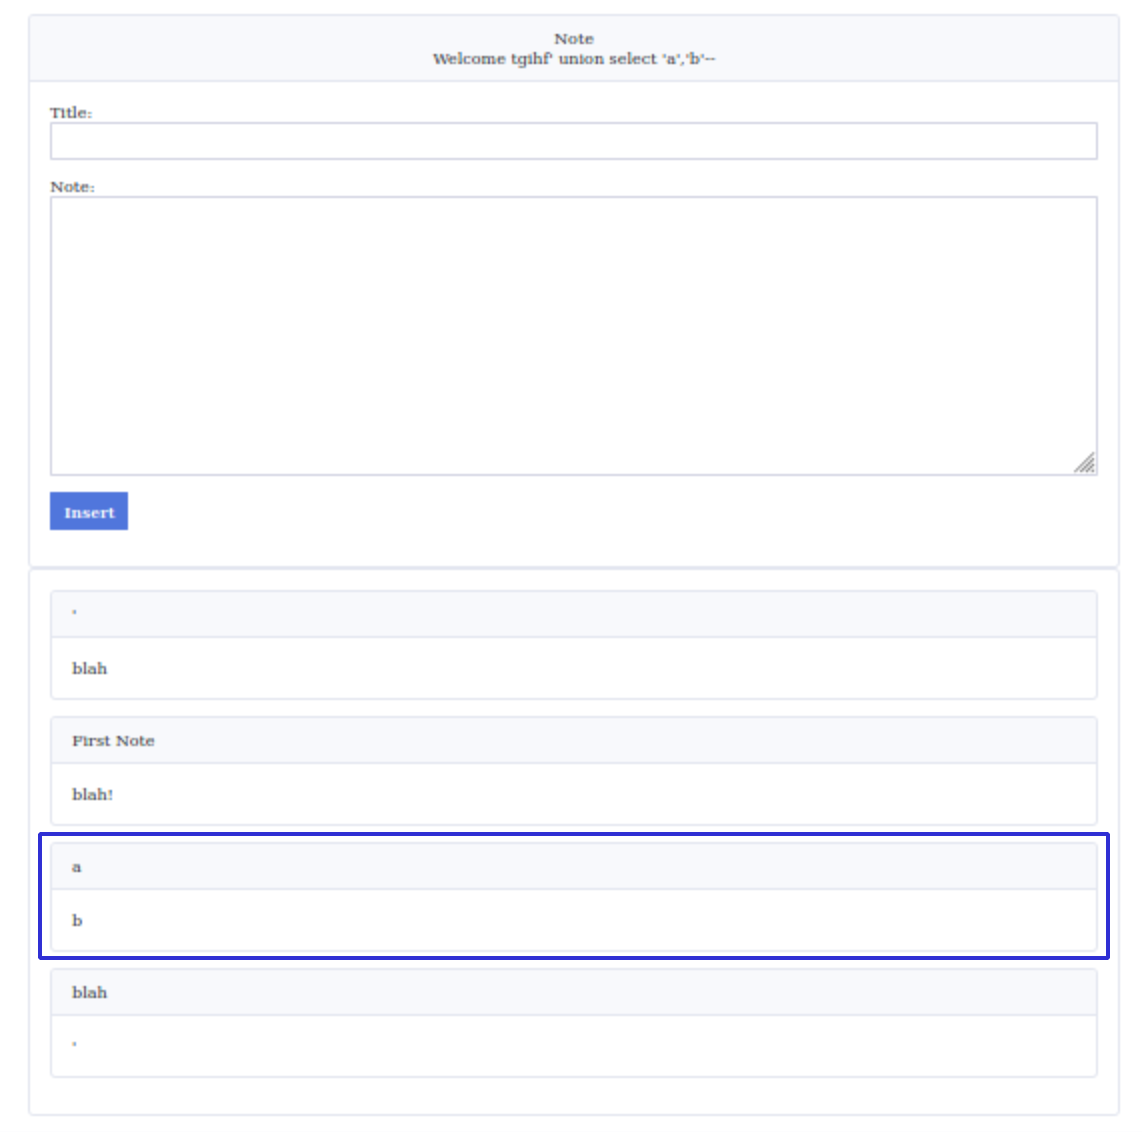 Note
Welcome tgihf' union select 'a','b'--
Title:
Note:
Insert
'
blah
First Note
blah!
a
b
blah
'